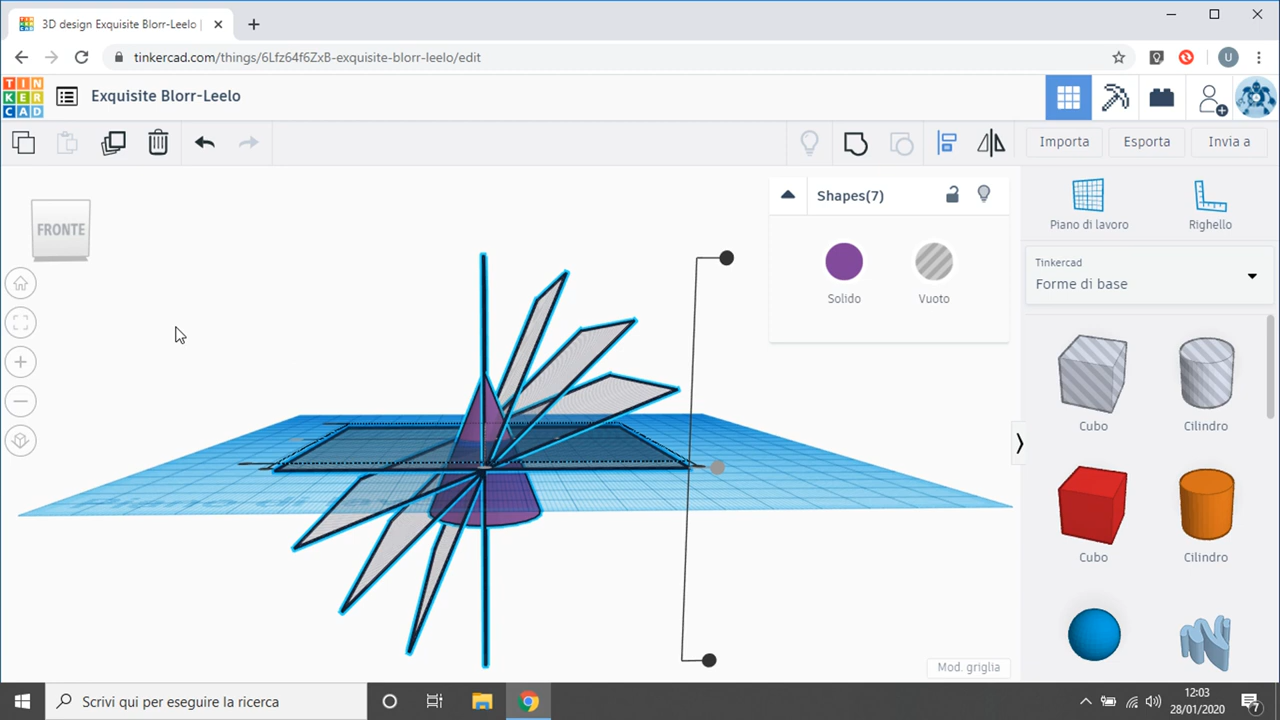 3D design Exquisite Blorr-Leelo |
tinkercad.com/things/6Lfz64f6ZxB-exquisite-blorr-leelo/edit
U
TIN
KER
CAD
Exquisite Blorr-Leelo
Importa
Esporta
Invia a
FRONTE
Shapes(7)
Solido
Vuoto
Piano di lavoro
Righello
Tinkercad
Forme di base
Cubo
Cilindro
Cubo
Cilindro
Mod. griglia
Scrivi qui per eseguire la ricerca
12:03
28/01/2020
7